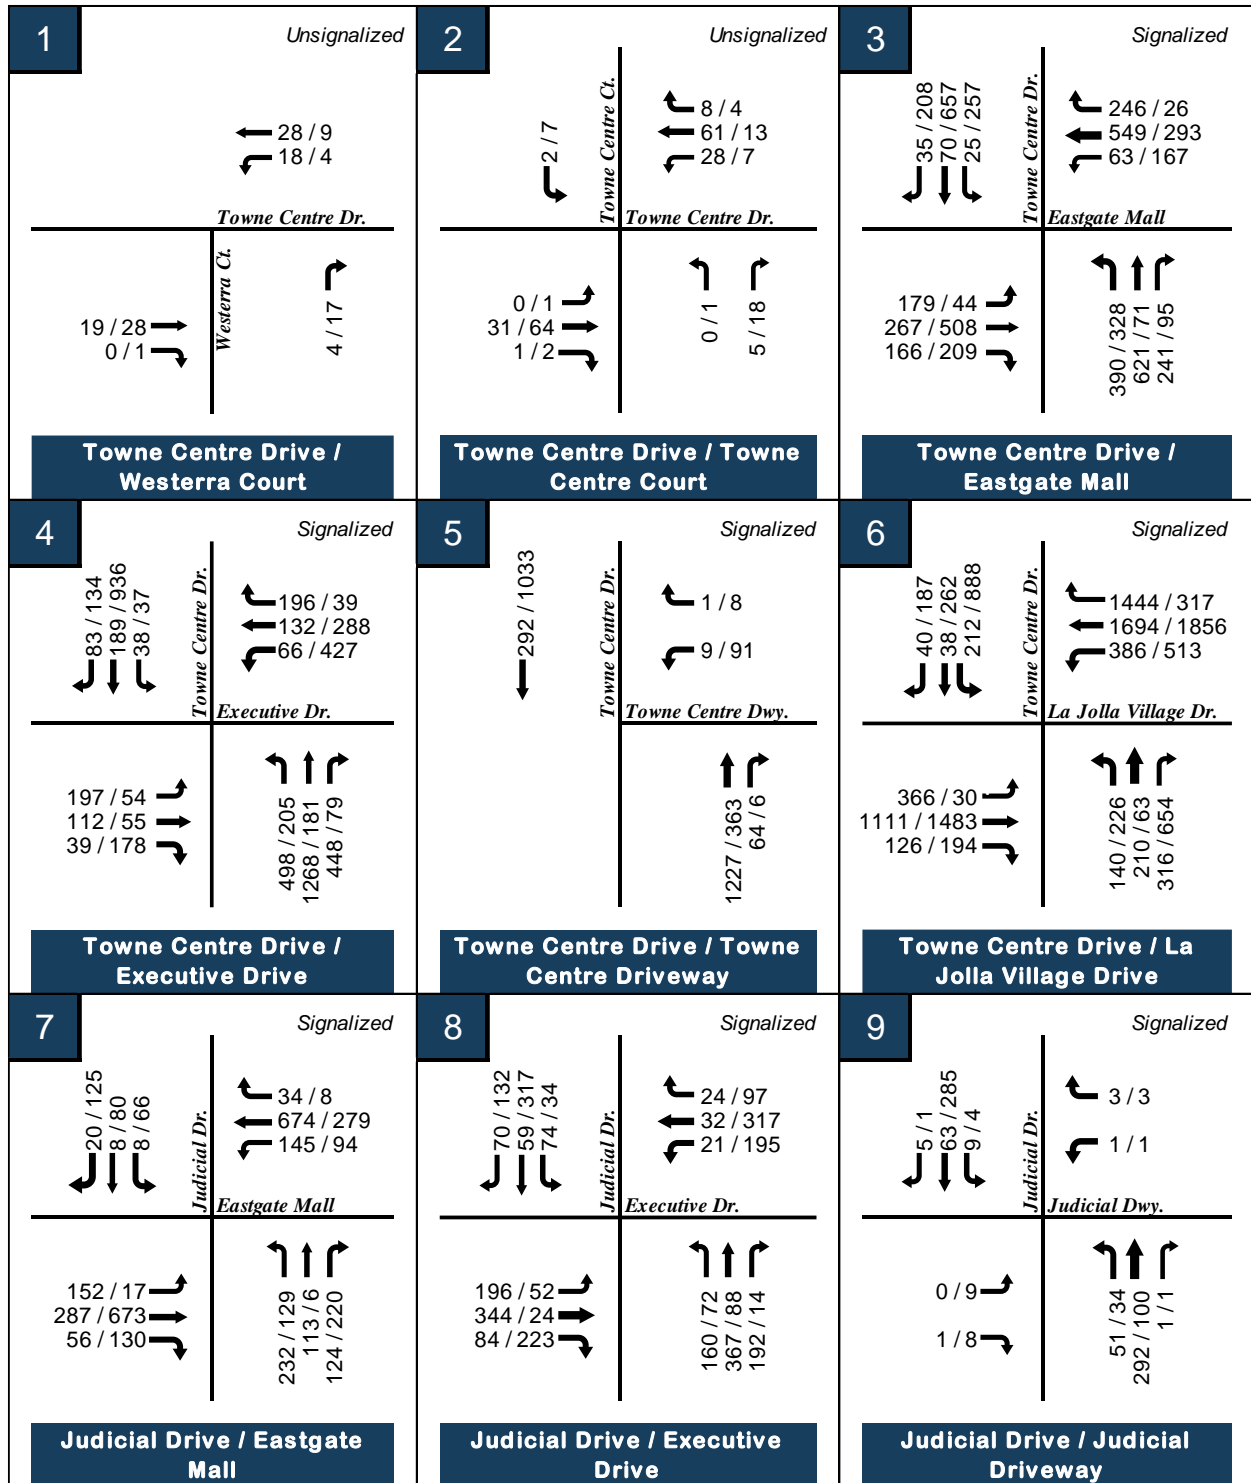 1
Unsignalized
28 / 9
18 / 4
Towne Centre Dr.
Westerra Ct.
19 / 28
0 / 1
4 / 17
Towne Centre Drive /
Westerra Court
2
Unsignalized
2 / 7
Towne Centre Ct.
8 / 4
61 / 13
28 / 7
Towne Centre Dr.
0 / 1
31 / 64
1 / 2
0 / 1
5 / 18
Towne Centre Drive / Towne
Centre Court
3
Signalized
35 / 208
70 / 657
25 / 257
Towne Centre Dr.
246 / 26
549 / 293
63 / 167
Eastgate Mall
179 / 44
267 / 508
166 / 209
390 / 328
621 / 71
241 / 95
Towne Centre Drive /
Eastgate Mall
4
Signalized
83 / 134
189 / 936
38 / 37
Towne Centre Dr.
196 / 39
132 / 288
66 / 427
Executive Dr.
197 / 54
112 / 55
39 / 178
498 / 205
1268 / 181
448 / 79
Towne Centre Drive /
Executive Drive
5
Signalized
292 / 1033
Towne Centre Dr.
1 / 8
9 / 91
Towne Centre Dwy.
1227 / 363
64 / 6
Towne Centre Drive / Towne
Centre Driveway
6
Signalized
40 / 187
38 / 262
212 / 888
Towne Centre Dr.
1444 / 317
1694 / 1856
386 / 513
La Jolla Village Dr.
366 / 30
1111 / 1483
126 / 194
140 / 226
210 / 63
316 / 654
Towne Centre Drive / La
Jolla Village Drive
7
Signalized
20 / 125
8 / 80
8 / 66
Judicial Dr.
34 / 8
674 / 279
145 / 94
Eastgate Mall
152 / 17
287 / 673
56 / 130
232 / 129
113 / 6
124 / 220
Judicial Drive / Eastgate
Mall
8
Signalized
70 / 132
59 / 317
74 / 34
Judicial Dr.
24 / 97
32 / 317
21 / 195
Executive Dr.
196 / 52
344 / 24
84 / 223
160 / 72
367 / 88
192 / 14
Judicial Drive / Executive
Drive
9
Signalized
5 / 1
63 / 285
9 / 4
Judicial Dr.
3 / 3
1 / 1
Judicial Dwy.
0 / 9
1 / 8
51 / 34
292 / 100
1 / 1
Judicial Drive / Judicial
Driveway